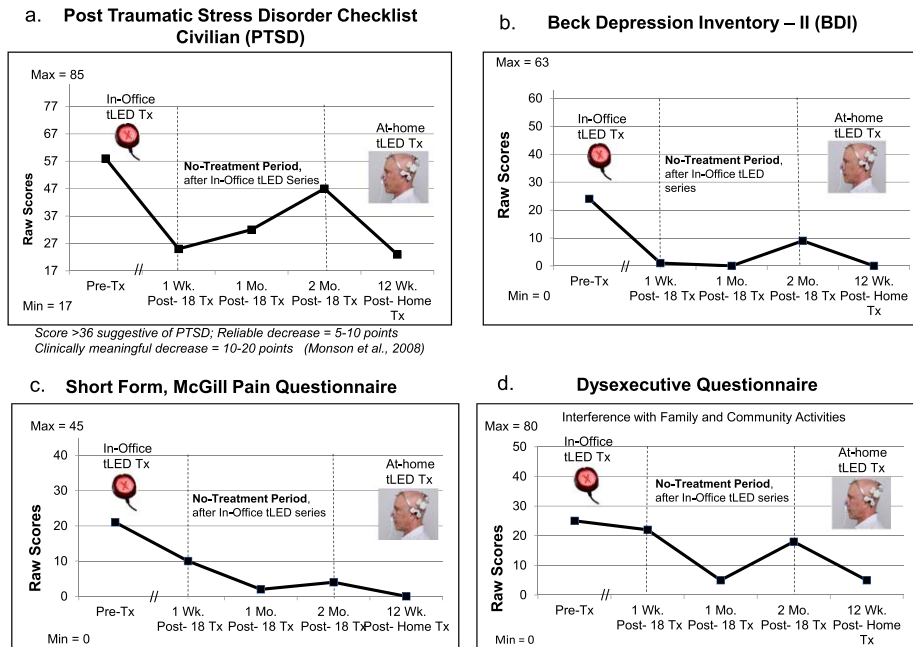 a. Post Traumatic Stress Disorder Checklist
Civilian (PTSD)
Max = 85
In-Office
tLED Tx
At-home
tLED Tx
No-Treatment Period,
after In-Office tLED Series
Raw Scores
77
67
57
47
37
27
17
Pre-Tx
//
1 Wk.
Post- 18 Tx
1 Mo.
Post- 18 Tx
2 Mo.
Post- 18 Tx
12 Wk.
Post- Home
Tx
Min = 17
Score >36 suggestive of PTSD; Reliable decrease = 5-10 points
Clinically meaningful decrease = 10-20 points (Monson et al., 2008)
b. Beck Depression Inventory – II (BDI)
Max = 63
In-Office
tLED Tx
At-home
tLED Tx
No-Treatment Period,
after In-Office tLED
series
Raw Scores
60
50
40
30
20
10
0
Pre-Tx
//
1 Wk.
Post- 18 Tx
1 Mo.
Post- 18 Tx
2 Mo.
Post- 18 Tx
12 Wk.
Post- Home
Tx
Min = 0
c. Short Form, McGill Pain Questionnaire
Max = 45
In-Office
tLED Tx
At-home
tLED Tx
No-Treatment Period,
after In-Office tLED series
Raw Scores
40
30
20
10
0
Pre-Tx
//
1 Wk.
Post- 18 Tx
1 Mo.
Post- 18 Tx
2 Mo.
Post- 18 Tx
12 Wk.
Post- Home Tx
Min = 0
d. Dysexecutive Questionnaire
Interference with Family and Community Activities
Max = 80
In-Office
tLED Tx
At-home
tLED Tx
No-Treatment Period,
after In-Office tLED series
Raw Scores
50
40
30
20
10
0
Pre-Tx
//
1 Wk.
Post- 18 Tx
1 Mo.
Post- 18 Tx
2 Mo.
Post- 18 Tx
12 Wk.
Post- Home
Tx
Min = 0